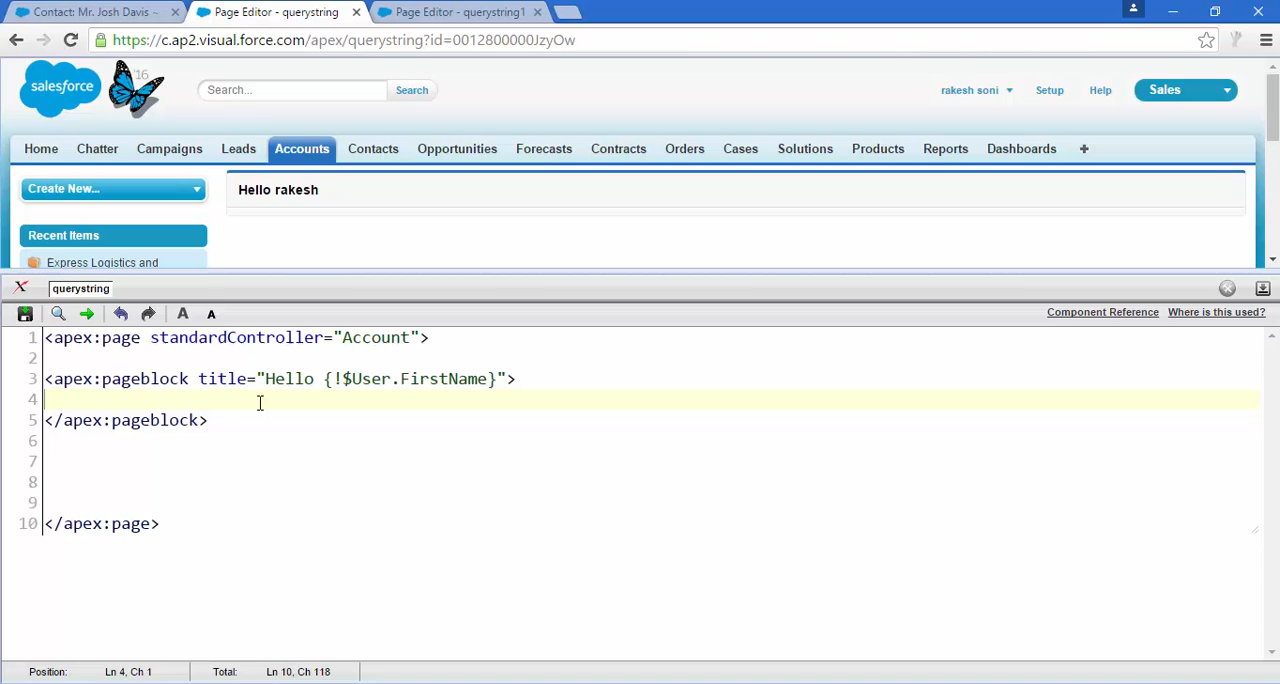 Contact: Mr. Josh Davis ~
Page Editor - querystring
Page Editor - querystring1
https://c.ap2.visual.force.com/apex/querystring?id=0012800000JzyOw
salesforce
'16
Search...
Search
rakesh soni
Setup
Help
Sales
Home
Chatter
Campaigns
Leads
Accounts
Contacts
Opportunities
Forecasts
Contracts
Orders
Cases
Solutions
Products
Reports
Dashboards
+
Create New...
Hello rakesh
Recent Items
Express Logistics and
querystring
A
A
Component Reference
Where is this used?
1 <apex:page standardController="Account">
2
3 <apex:pageblock title="Hello {!$User.FirstName}">
4
5 </apex:pageblock>
6
7
8
9
10 </apex:page>
Position:
Ln 4, Ch 1
Total:
Ln 10, Ch 118